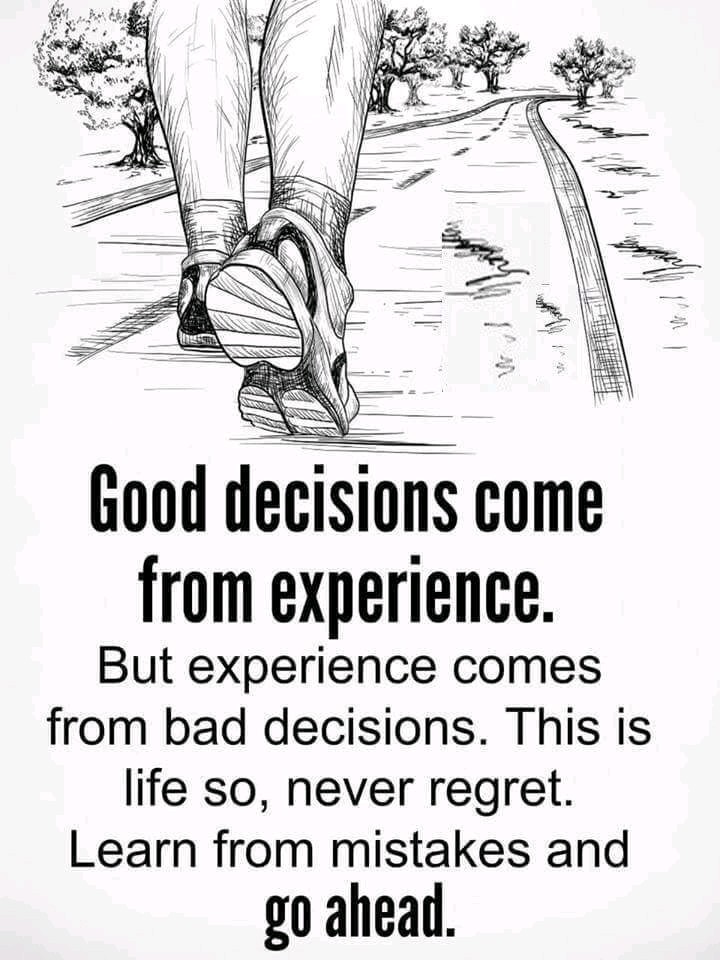 Good decisions come
from experience.
But experience comes
from bad decisions. This is
life so, never regret.
Learn from mistakes and
go ahead.